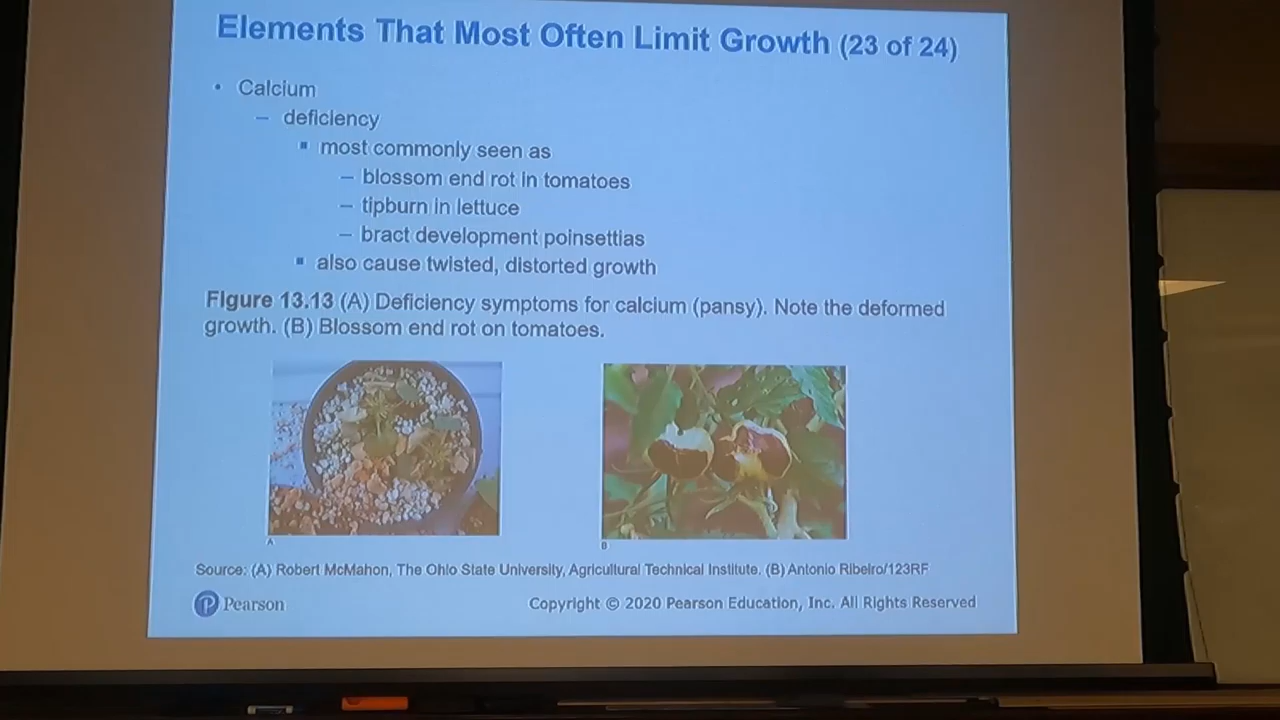 Elements That Most Often Limit Growth (23 of 24)
• Calcium
– deficiency
▪ most commonly seen as
– blossom end rot in tomatoes
– tipburn in lettuce
– bract development poinsettias
▪ also cause twisted, distorted growth
Figure 13.13 (A) Deficiency symptoms for calcium (pansy). Note the deformed
growth. (B) Blossom end rot on tomatoes.
A
B
Source: (A) Robert McMahon, The Ohio State University, Agricultural Technical Institute. (B) Antonio Ribeiro/123RF
P Pearson
Copyright © 2020 Pearson Education, Inc. All Rights Reserved